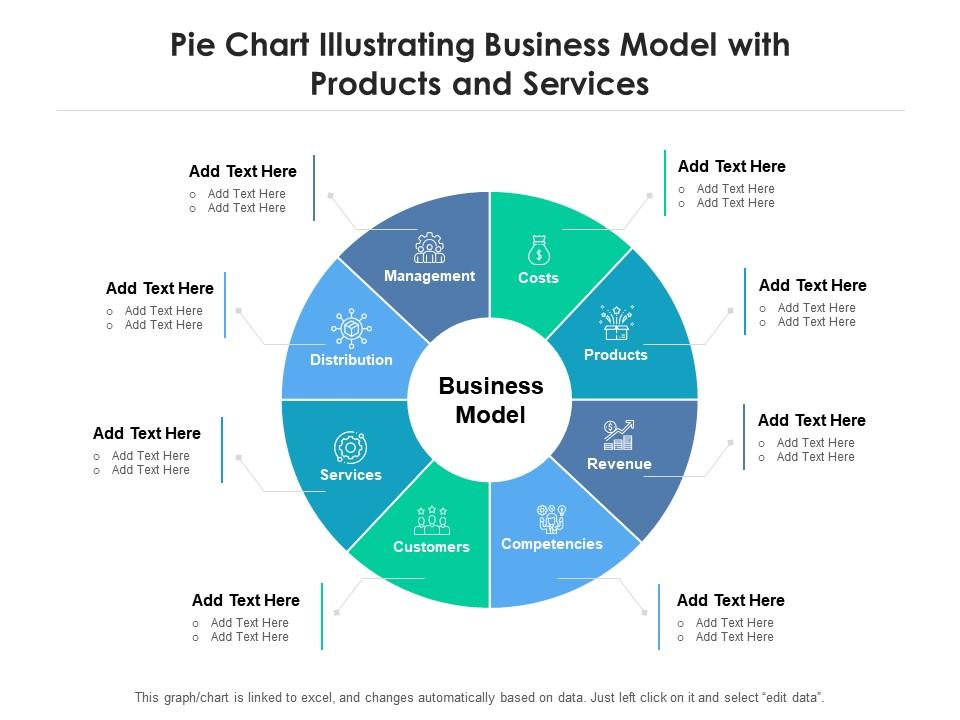 Pie Chart Illustrating Business Model with
Products and Services
Add Text Here
o Add Text Here
o Add Text Here
Add Text Here
o Add Text Here
o Add Text Here
Add Text Here
o Add Text Here
o Add Text Here
Add Text Here
o Add Text Here
o Add Text Here
Add Text Here
o Add Text Here
o Add Text Here
Add Text Here
o Add Text Here
o Add Text Here
Add Text Here
o Add Text Here
o Add Text Here
Add Text Here
o Add Text Here
o Add Text Here
Management
Costs
Distribution
Products
Business
Model
Services
Revenue
Customers
Competencies
$
$
This graph/chart is linked to excel, and changes automatically based on data. Just left click on it and select “edit data”.